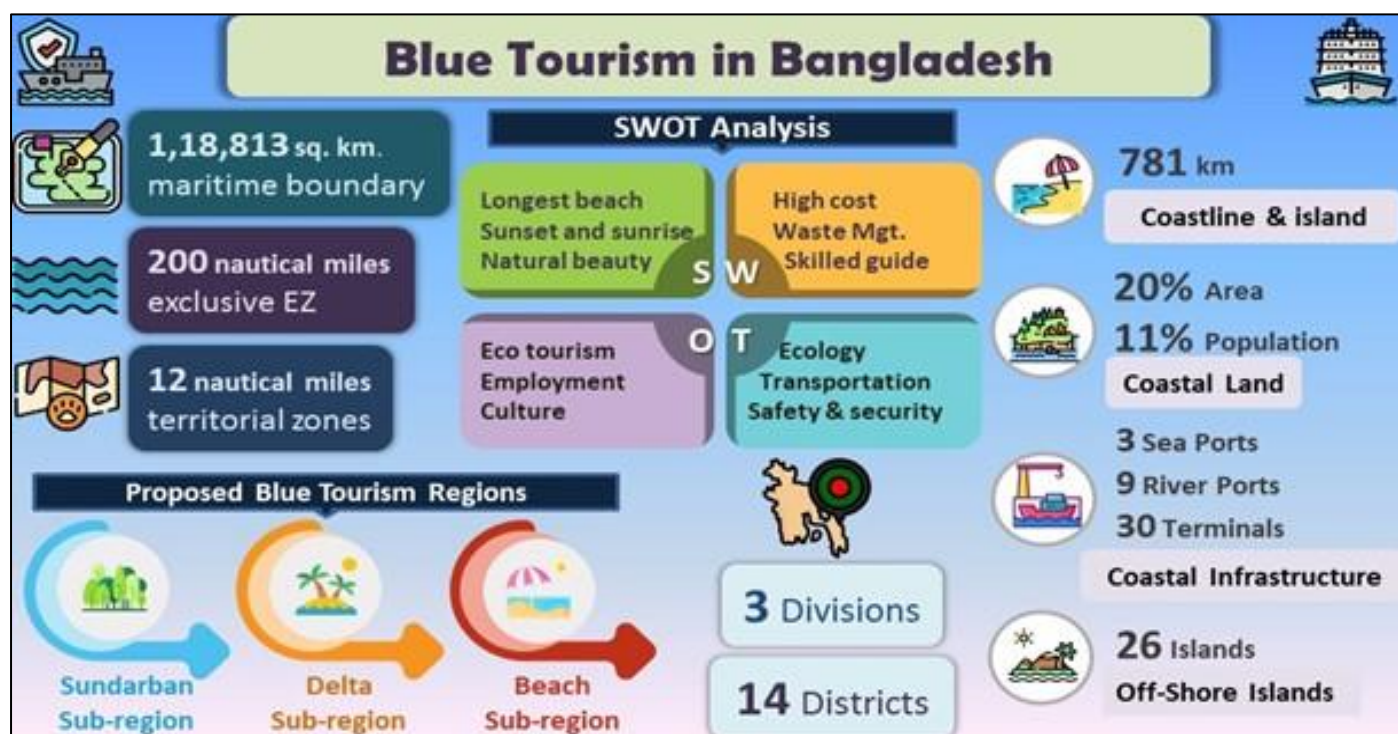 Blue Tourism in Bangladesh
1,18,813 sq. km.
maritime boundary
200 nautical miles
exclusive EZ
12 nautical miles
territorial zones
SWOT Analysis
Longest beach
Sunset and sunrise
Natural beauty
S
High cost
Waste Mgt.
Skilled guide
W
Eco tourism
Employment
Culture
O
Ecology
Transportation
Safety & security
T
781 km
Coastline & island
20% Area
11% Population
Coastal Land
3 Sea Ports
9 River Ports
30 Terminals
Coastal Infrastructure
26 Islands
Off-Shore Islands
Proposed Blue Tourism Regions
Sundarban
Sub-region
Delta
Sub-region
Beach
Sub-region
3 Divisions
14 Districts